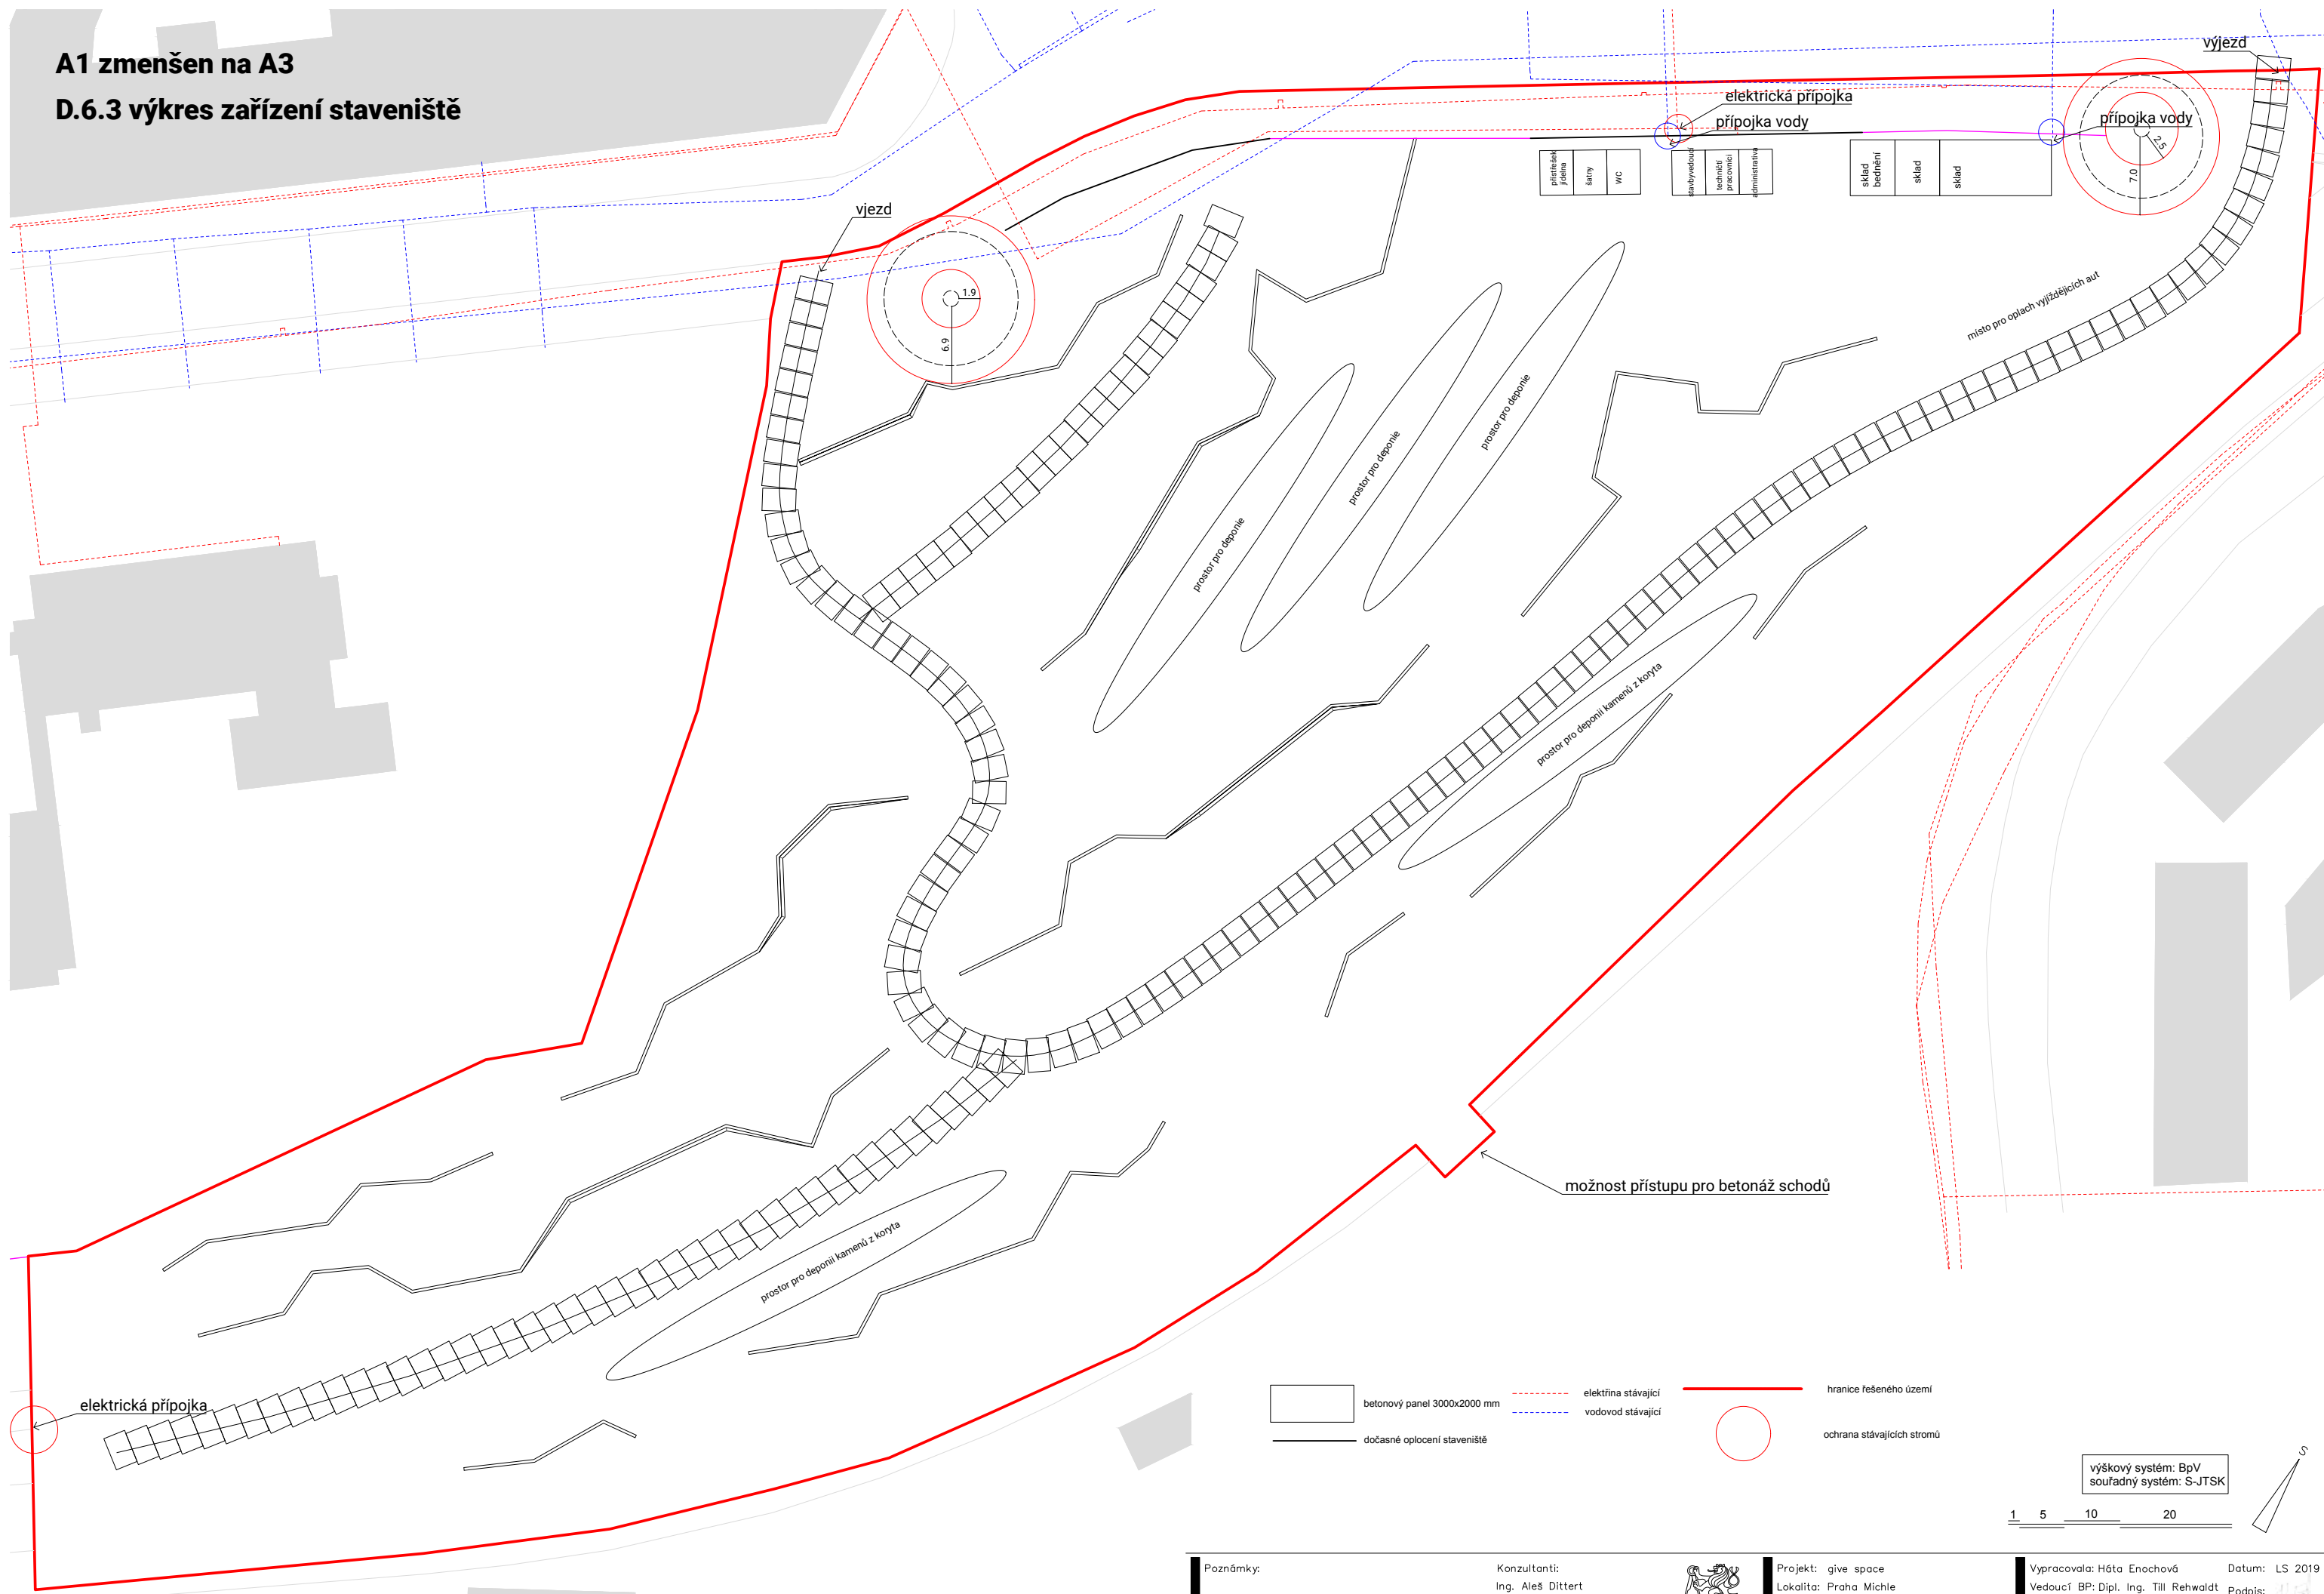 A1 zmenšen na A3
D.6.3 výkres zařízení staveniště
výjezd
elektrická přípojka
přípojka vody
přípojka vody
přístřešek
jídelna
šatny
WC
stavbyvedoucí
techničtí
pracovníci
administrativa
sklad
bednění
sklad
sklad
2.5
7.0
vjezd
1.9
6.9
místo pro oplach vyjíždějících aut
prostor pro deponie
prostor pro deponie
prostor pro deponie
prostor pro deponii kamenů z koryta
možnost přístupu pro betonáž schodů
prostor pro deponii kamenů z koryta
elektrická přípojka
betonový panel 3000x2000 mm
dočasné oplocení staveniště
elektřina stávající
vodovod stávající
hranice řešeného území
ochrana stávajících stromů
výškový systém: BpV
souřadný systém: S-JTSK
S
1 5 10 20
Poznámky:
Konzultanti:
Ing. Aleš Dittert
Projekt: give space
Lokalita: Praha Michle
Vypracovala: Háta Enochová
Vedoucí BP: Dipl. Ing. Till Rehwaldt
Datum: LS 2019
Podpis: